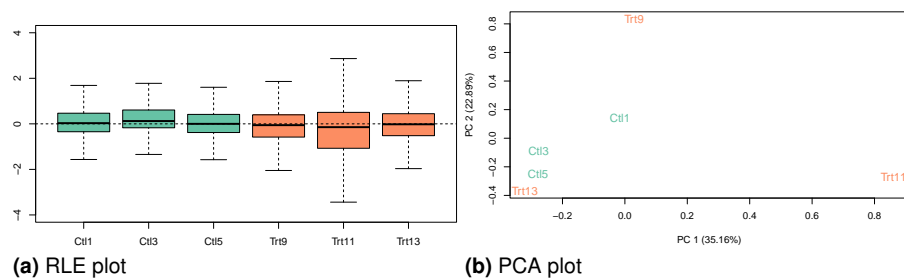 4
2
0
−2
−4
Ctl1 Ctl3 Ctl5 Trt9 Trt11 Trt13
(a) RLE plot
PC 2 (22.89%)
0.8
0.6
0.4
0.2
0.0
−0.2
−0.4
Trt9
Ctl1
Ctl3
Ctl5
Trt13
Trt11
−0.2 0.0 0.2 0.4 0.6 0.8
PC 1 (35.16%)
(b) PCA plot